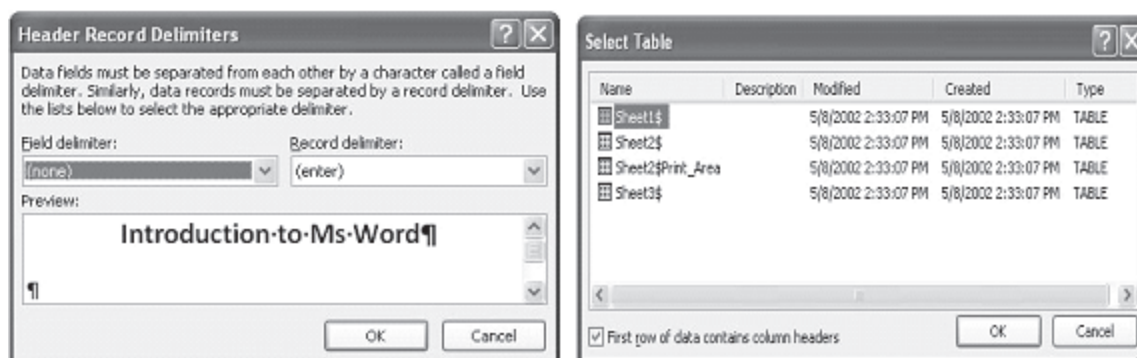 Header Record Delimiters
Data fields must be separated from each other by a character called a field
delimiter. Similarly, data records must be separated by a record delimiter. Use
the lists below to select the appropriate delimiter.
Field delimiter:
Record delimiter:
(none)
(enter)
Preview:
Introduction·to·Ms·Word¶
¶
OK
Cancel
Select Table
Name Description Modified Created Type
Sheet1$ 5/8/2002 2:33:07 PM 5/8/2002 2:33:07 PM TABLE
Sheet2$ 5/8/2002 2:33:07 PM 5/8/2002 2:33:07 PM TABLE
Sheet2$Print_Area 5/8/2002 2:33:07 PM 5/8/2002 2:33:07 PM TABLE
Sheet3$ 5/8/2002 2:33:07 PM 5/8/2002 2:33:07 PM TABLE
First row of data contains column headers
OK
Cancel